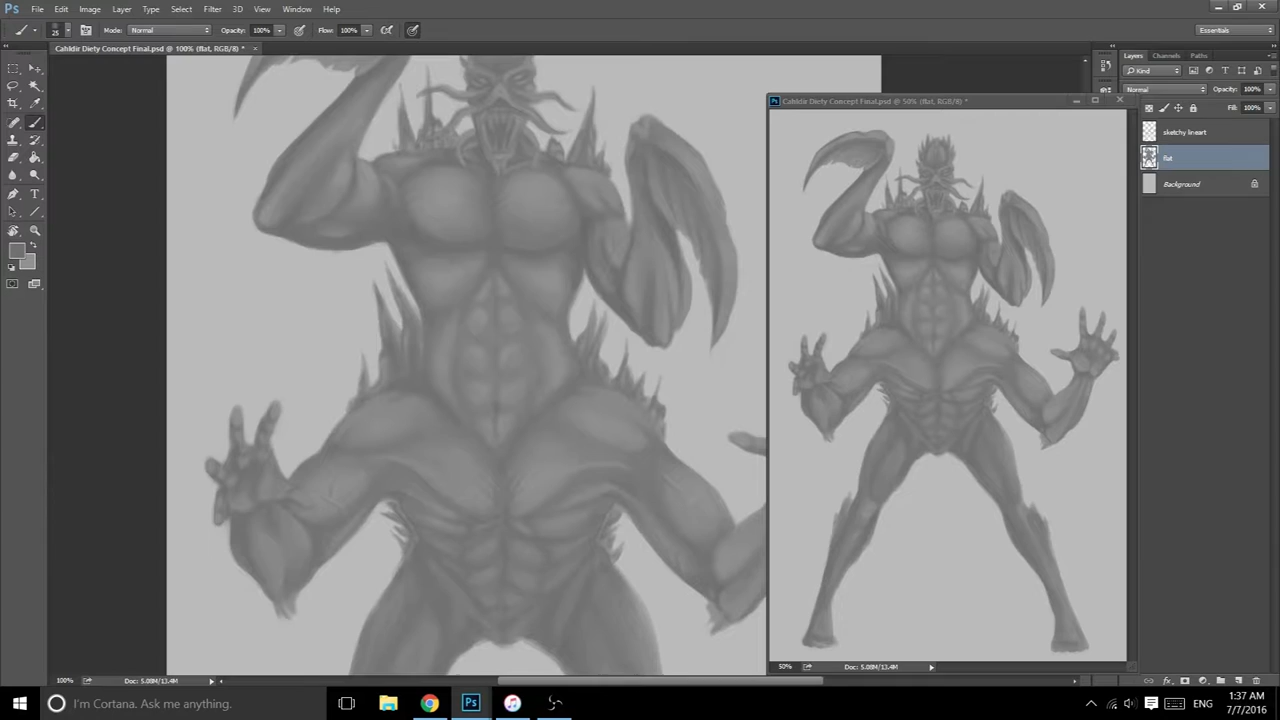 Ps File Edit Image Layer Type Select Filter 3D View Window Help
25 Mode: Normal Opacity: 100% Flow: 100% Essentials
Cahldir Diety Concept Final.psd @ 100% (flat, RGB/8) *
Layers Channels Paths
Kind
Normal Opacity: 100%
Fill: 100%
Cahldir Diety Concept Final.psd @ 50% (flat, RGB/8) *
sketchy lineart
flat
Background
50% Doc: 5.08M/13.4M
100% Doc: 5.08M/13.4M
I'm Cortana. Ask me anything.
Ps
ENG
1:37 AM
7/7/2016